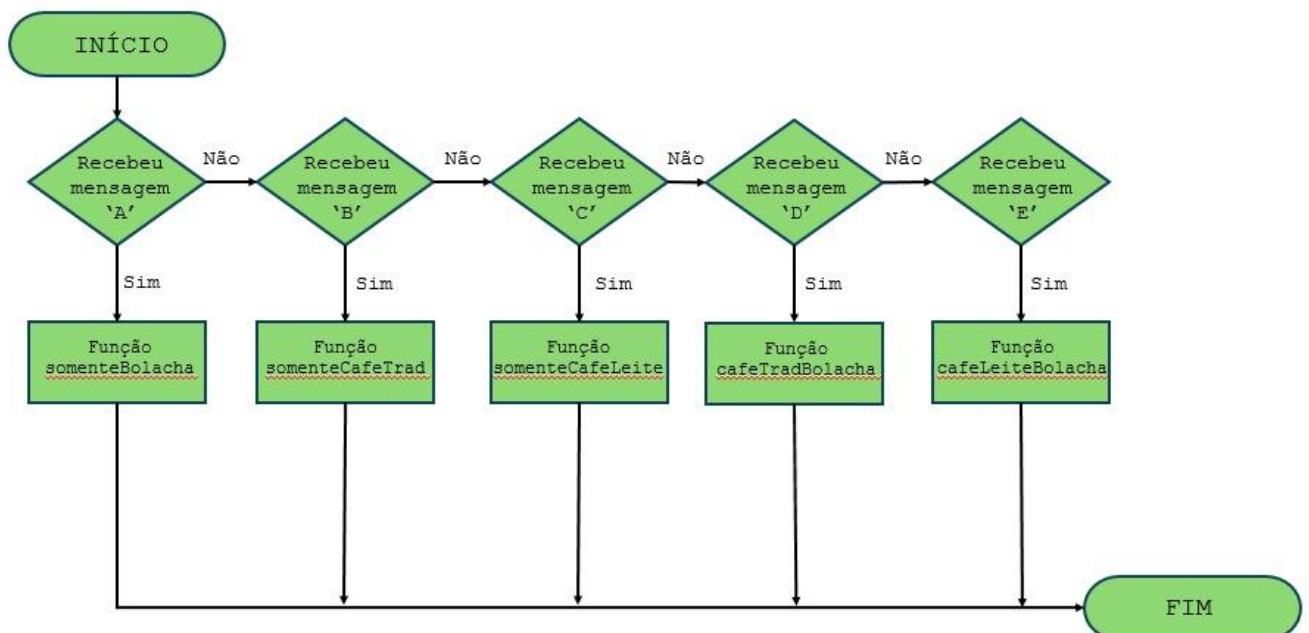 INÍCIO
Recebeu
mensagem
‘A’
Não
Recebeu
mensagem
‘B’
Não
Recebeu
mensagem
‘C’
Não
Recebeu
mensagem
‘D’
Não
Recebeu
mensagem
‘E’
Sim
Sim
Sim
Sim
Sim
Função
somenteBolacha
Função
somenteCafeTrad
Função
somenteCafeLeite
Função
cafeTradBolacha
Função
cafeLeiteBolacha
FIM